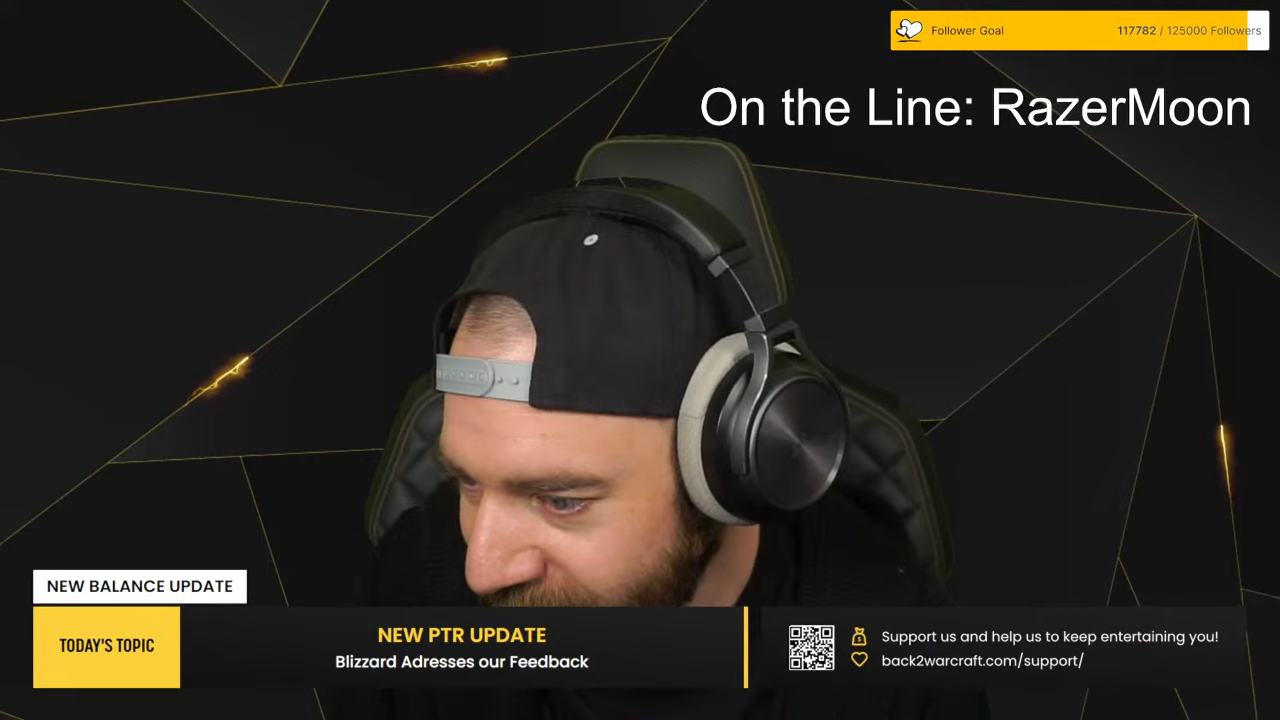 Follower Goal
117782 / 125000 Followers
On the Line: RazerMoon
NEW BALANCE UPDATE
TODAY'S TOPIC
NEW PTR UPDATE
Blizzard Adresses our Feedback
Support us and help us to keep entertaining you!
back2warcraft.com/support/